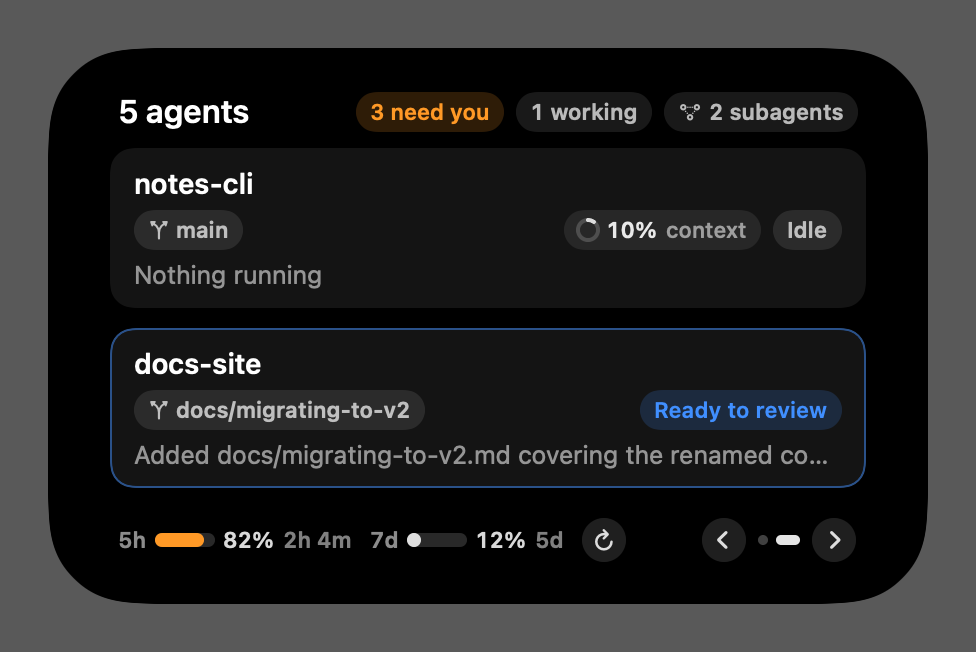 5 agents 3 need you 1 working 2 subagents
notes-cli
main 10% context Idle
Nothing running
docs-site
docs/migrating-to-v2 Ready to review
Added docs/migrating-to-v2.md covering the renamed co...
5h 82% 2h 4m 7d 12% 5d